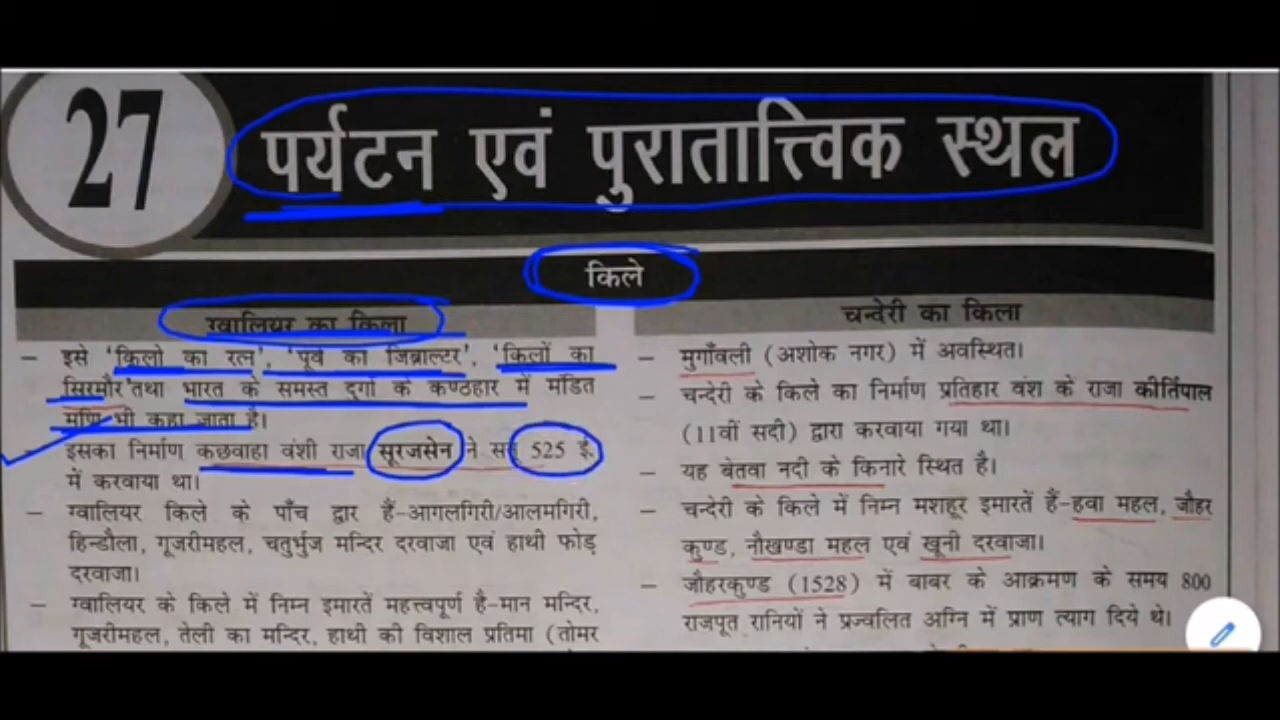 27
पर्यटन एवं पुरातात्त्विक स्थल
किले
ग्वालियर का किला
– इसे 'किलो का रत्न', 'पूर्व का जिब्राल्टर', 'किलों का
सिरमौर' तथा भारत के समस्त दुर्गो के कण्ठहार में मंडित
मणि भी कहा जाता है।
इसका निर्माण कछवाहा वंशी राजा सूरजसेन ने सन् 525 ई.
में करवाया था।
– ग्वालियर किले के पाँच द्वार हैं-आगलगिरी/आलमगिरी,
हिन्डौला, गूजरीमहल, चतुर्भुज मन्दिर दरवाजा एवं हाथी फोड़
दरवाजा।
– ग्वालियर के किले में निम्न इमारतें महत्त्वपूर्ण है-मान मन्दिर,
गूजरीमहल, तेली का मन्दिर, हाथी की विशाल प्रतिमा (तोमर
चन्देरी का किला
– मुगाँवली (अशोक नगर) में अवस्थित।
– चन्देरी के किले का निर्माण प्रतिहार वंश के राजा कीर्तिपाल
(11वीं सदी) द्वारा करवाया गया था।
– यह बेतवा नदी के किनारे स्थित है।
– चन्देरी के किले में निम्न मशहूर इमारतें हैं-हवा महल, जौहर
कुण्ड, नौखण्डा महल एवं खूनी दरवाजा।
– जौहरकुण्ड (1528) में बाबर के आक्रमण के समय 800
राजपूत रानियों ने प्रज्वलित अग्नि में प्राण त्याग दिये थे।